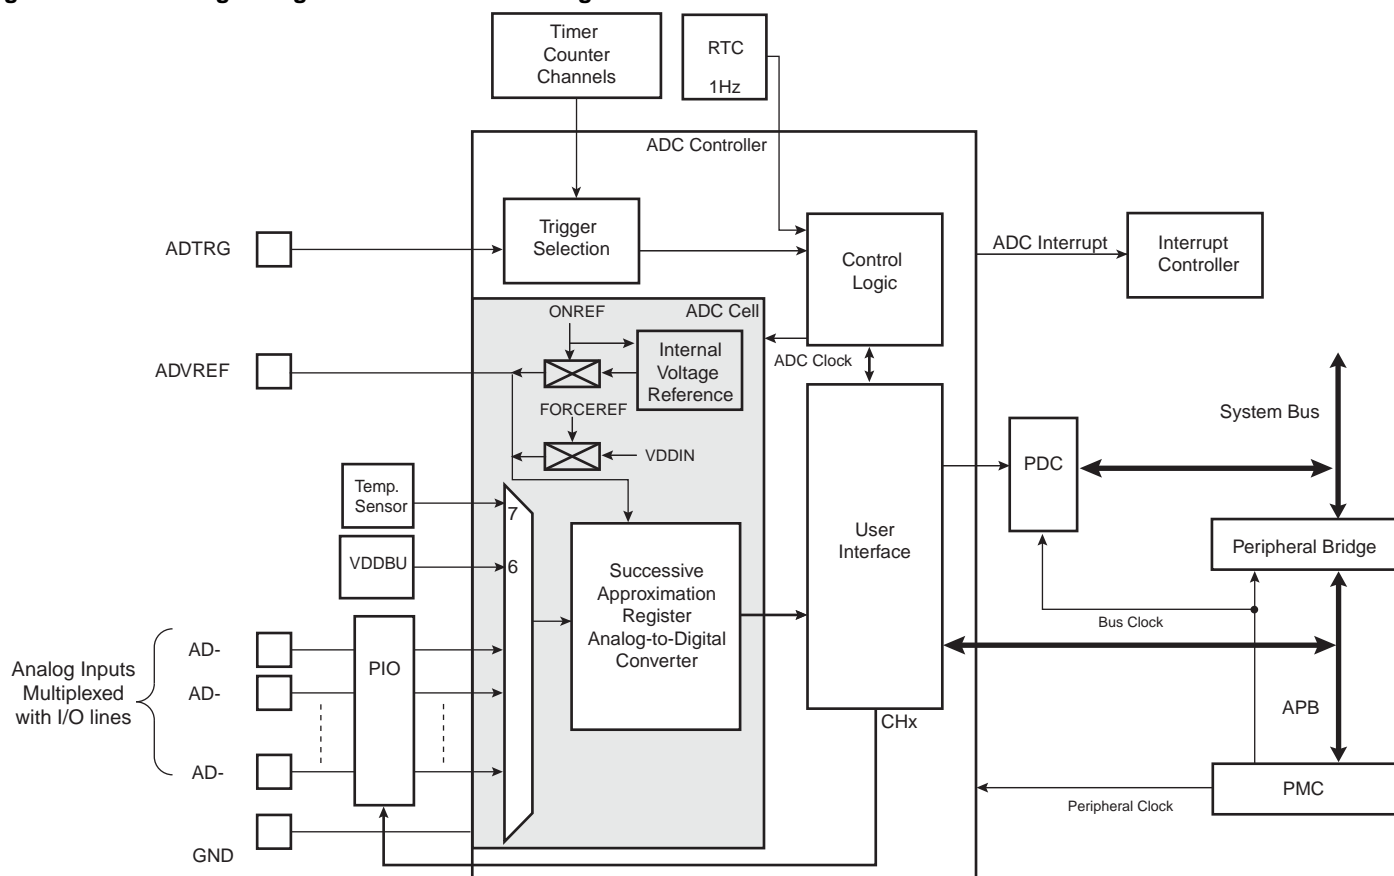 Timer
Counter
Channels
RTC
1Hz
ADC Controller
ADTRG
Trigger
Selection
Control
Logic
ADC Interrupt
Interrupt
Controller
ONREF
ADC Cell
ADVREF
Internal
Voltage
Reference
ADC Clock
FORCEREF
VDDIN
System Bus
PDC
Temp.
Sensor
7
VDDBU
6
User
Interface
Peripheral Bridge
Successive
Approximation
Register
Analog-to-Digital
Converter
Bus Clock
Analog Inputs
Multiplexed
with I/O lines
AD-
AD-
AD-
PIO
CHx
APB
PMC
Peripheral Clock
GND